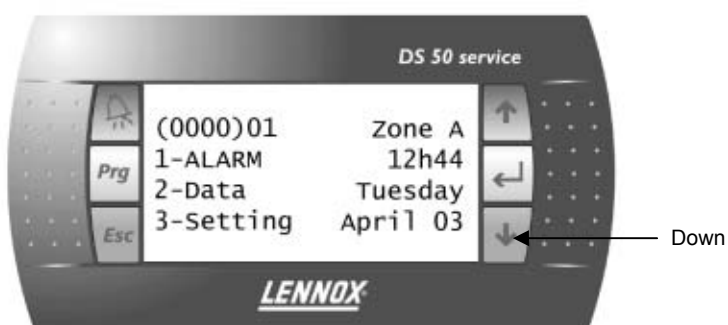 DS 50 service
(0000)01 Zone A
1-ALARM 12h44
Prg
2-Data Tuesday
3-Setting April 03
Esc
Down
LENNOX